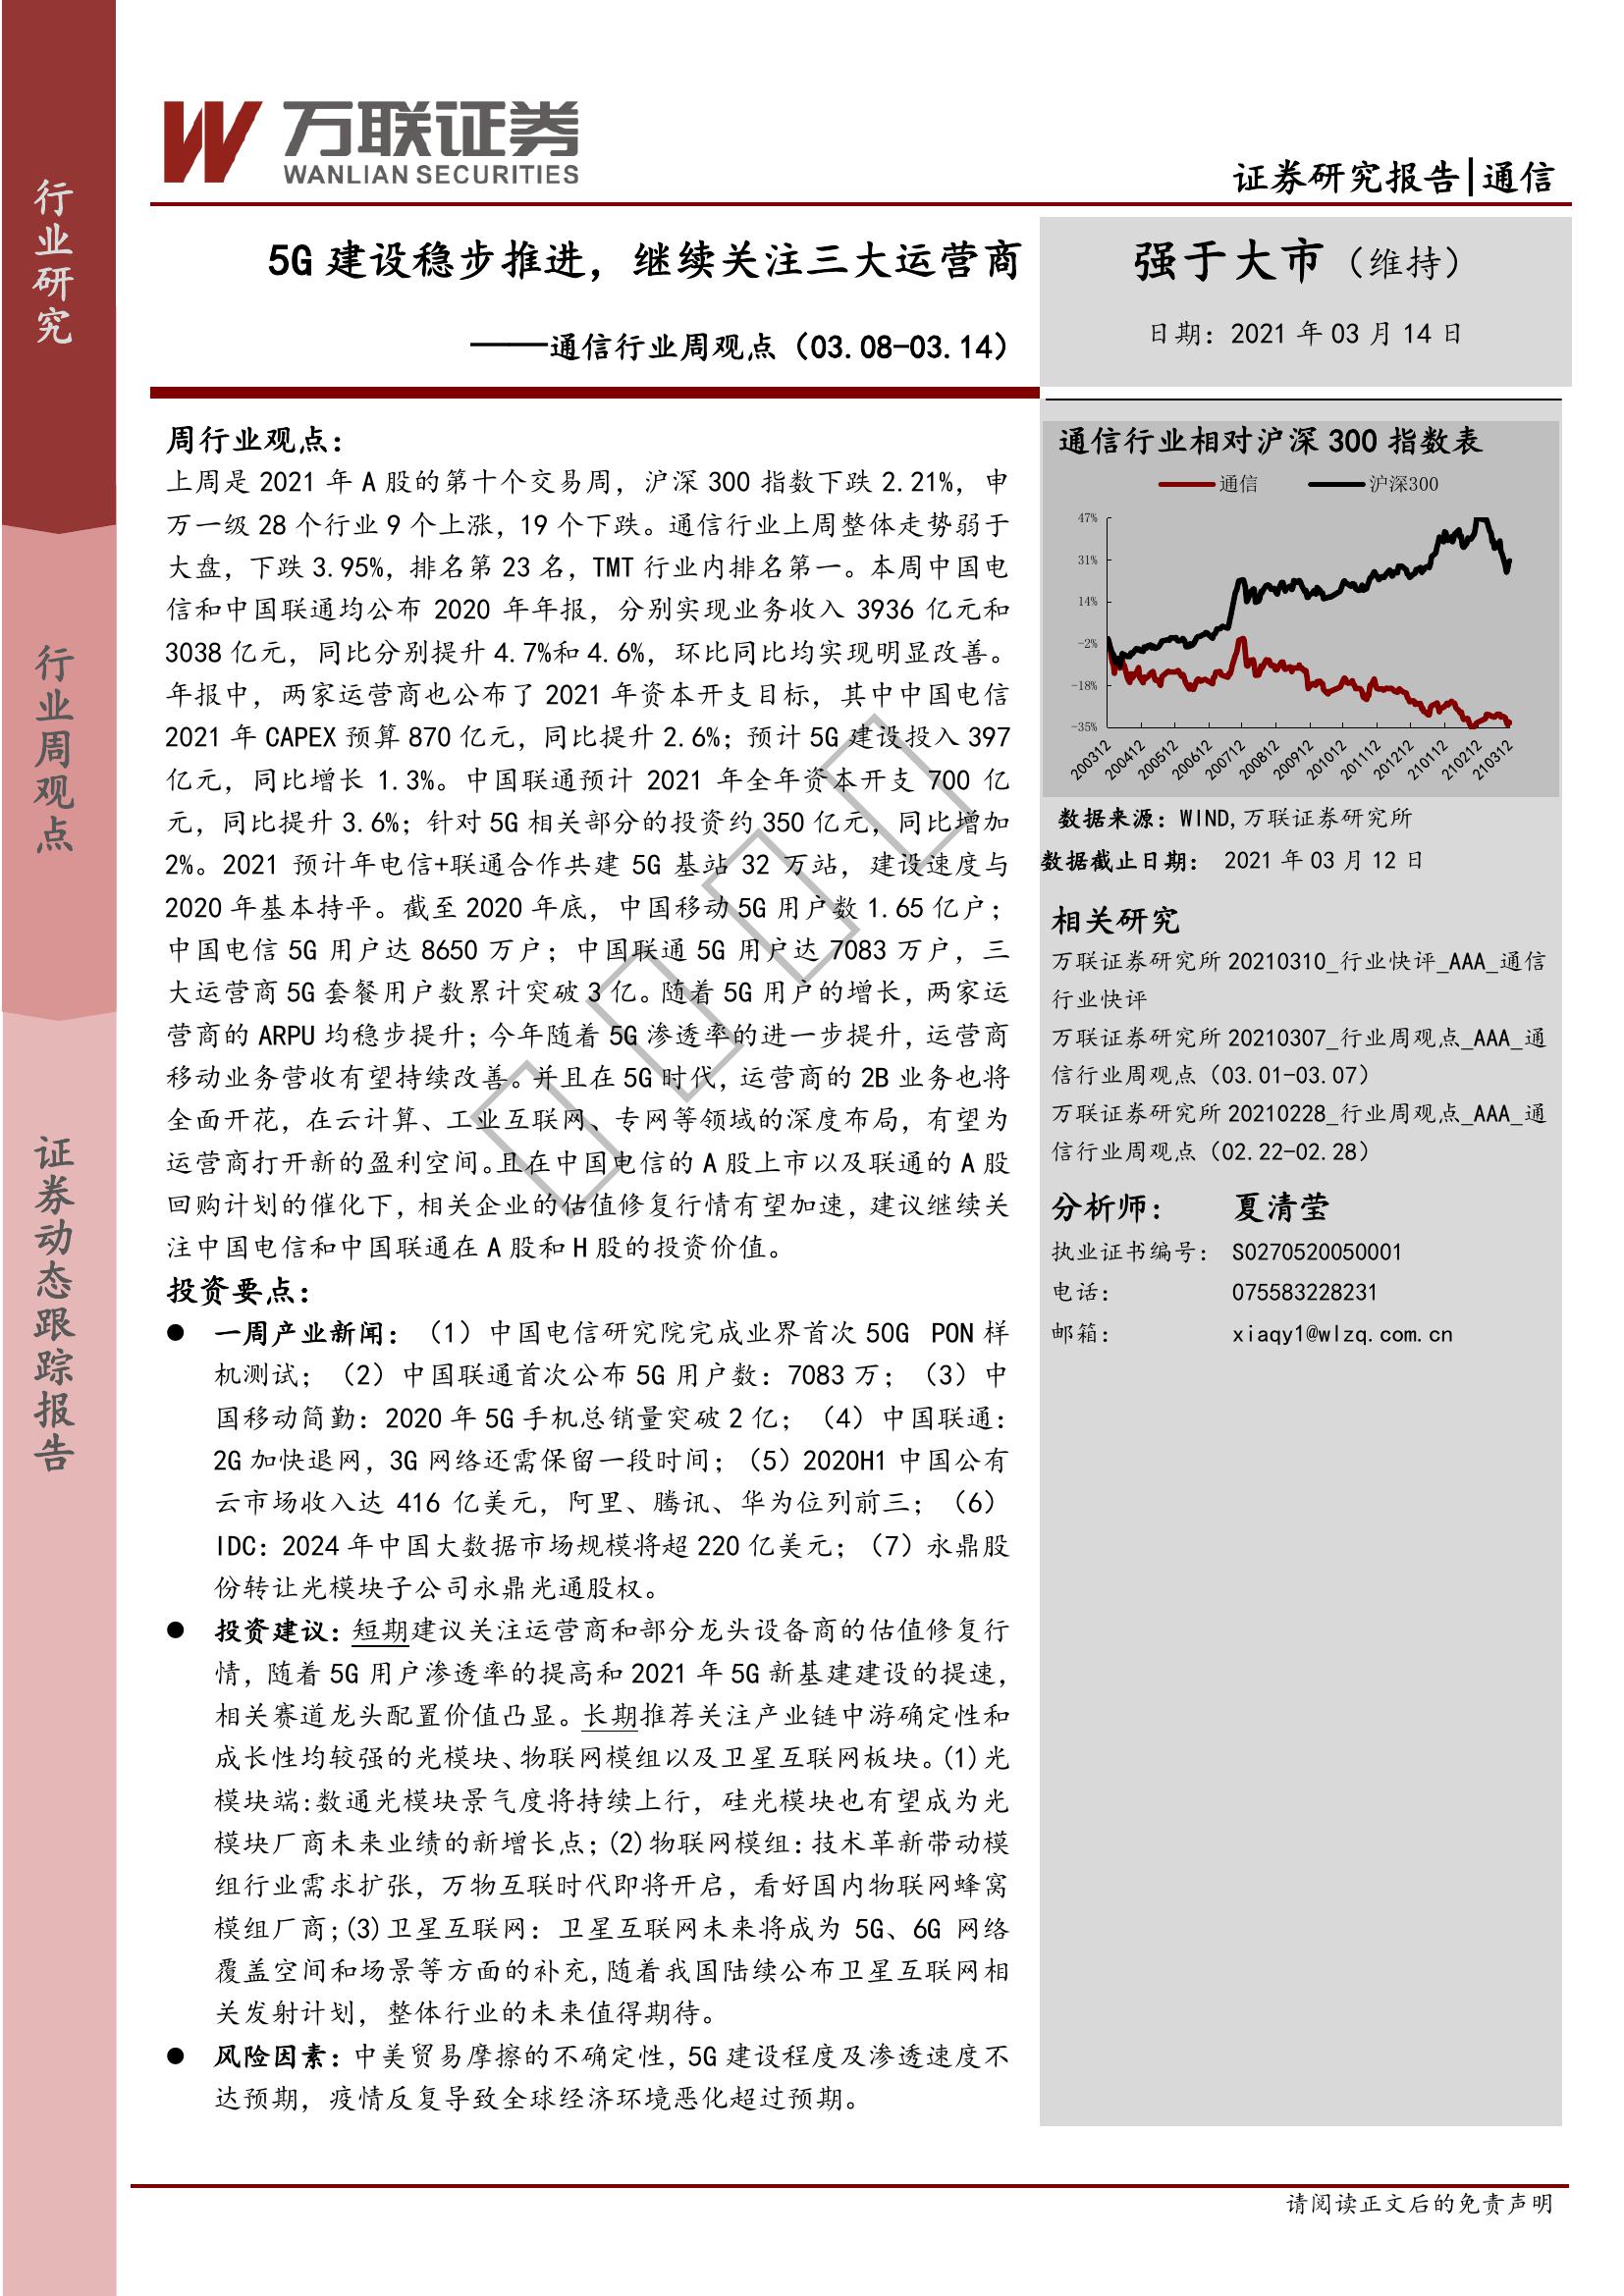 行业研究
行业周观点
证券动态跟踪报告
万联证券
WANLIAN SECURITIES
证券研究报告|通信
5G 建设稳步推进，继续关注三大运营商
——通信行业周观点（03.08-03.14）
强于大市（维持）
日期：2021 年 03 月 14 日
周行业观点：
上周是 2021 年 A 股的第十个交易周，沪深 300 指数下跌 2.21%，申
万一级 28 个行业 9 个上涨，19 个下跌。通信行业上周整体走势弱于
大盘，下跌 3.95%，排名第 23 名，TMT 行业内排名第一。本周中国电
信和中国联通均公布 2020 年年报，分别实现业务收入 3936 亿元和
3038 亿元，同比分别提升 4.7%和 4.6%，环比同比均实现明显改善。
年报中，两家运营商也公布了 2021 年资本开支目标，其中中国电信
2021 年 CAPEX 预算 870 亿元，同比提升 2.6%；预计 5G 建设投入 397
亿元，同比增长 1.3%。中国联通预计 2021 年全年资本开支 700 亿
元，同比提升 3.6%；针对 5G 相关部分的投资约 350 亿元，同比增加
2%。2021 预计年电信+联通合作共建 5G 基站 32 万站，建设速度与
2020 年基本持平。截至 2020 年底，中国移动 5G 用户数 1.65 亿户；
中国电信 5G 用户达 8650 万户；中国联通 5G 用户达 7083 万户，三
大运营商 5G 套餐用户数累计突破 3 亿。随着 5G 用户的增长，两家运
营商的 ARPU 均稳步提升；今年随着 5G 渗透率的进一步提升，运营商
移动业务营收有望持续改善。并且在 5G 时代，运营商的 2B 业务也将
全面开花，在云计算、工业互联网、专网等领域的深度布局，有望为
运营商打开新的盈利空间。且在中国电信的 A 股上市以及联通的 A 股
回购计划的催化下，相关企业的估值修复行情有望加速，建议继续关
注中国电信和中国联通在 A 股和 H 股的投资价值。
投资要点：
● 一周产业新闻：（1）中国电信研究院完成业界首次 50G PON 样
机测试；（2）中国联通首次公布 5G 用户数：7083 万；（3）中
国移动简勤：2020 年 5G 手机总销量突破 2 亿；（4）中国联通：
2G 加快退网，3G 网络还需保留一段时间；（5）2020H1 中国公有
云市场收入达 416 亿美元，阿里、腾讯、华为位列前三；（6）
IDC：2024 年中国大数据市场规模将超 220 亿美元；（7）永鼎股
份转让光模块子公司永鼎光通股权。
● 投资建议：短期建议关注运营商和部分龙头设备商的估值修复行
情，随着 5G 用户渗透率的提高和 2021 年 5G 新基建建设的提速，
相关赛道龙头配置价值凸显。长期推荐关注产业链中游确定性和
成长性均较强的光模块、物联网模组以及卫星互联网板块。(1)光
模块端:数通光模块景气度将持续上行，硅光模块也有望成为光
模块厂商未来业绩的新增长点；(2)物联网模组：技术革新带动模
组行业需求扩张，万物互联时代即将开启，看好国内物联网蜂窝
模组厂商;(3)卫星互联网：卫星互联网未来将成为 5G、6G 网络
覆盖空间和场景等方面的补充,随着我国陆续公布卫星互联网相
关发射计划，整体行业的未来值得期待。
● 风险因素：中美贸易摩擦的不确定性，5G 建设程度及渗透速度不
达预期，疫情反复导致全球经济环境恶化超过预期。
通信行业相对沪深 300 指数表
通信 沪深300
47%
31%
14%
-2%
-18%
-35%
200312 200412 200512 200612 200712 200812 200912 201012 201112 201212 210112 210212 210312
数据来源：WIND,万联证券研究所
数据截止日期： 2021 年 03 月 12 日
相关研究
万联证券研究所 20210310_行业快评_AAA_通信
行业快评
万联证券研究所 20210307_行业周观点_AAA_通
信行业周观点（03.01-03.07）
万联证券研究所 20210228_行业周观点_AAA_通
信行业周观点（02.22-02.28）
分析师： 夏清莹
执业证书编号： S0270520050001
电话： 075583228231
邮箱： xiaqy1@wlzq.com.cn
请阅读正文后的免责声明